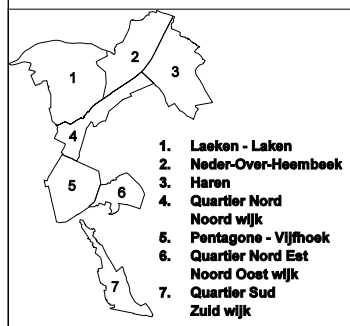 1
2
3
4
5
6
7
1. Laeken - Laken
2. Neder-Over-Heembeek
3. Haren
4. Quartier Nord
Noord wijk
5. Pentagone - Vijfhoek
6. Quartier Nord Est
Noord Oost wijk
7. Quartier Sud
Zuid wijk